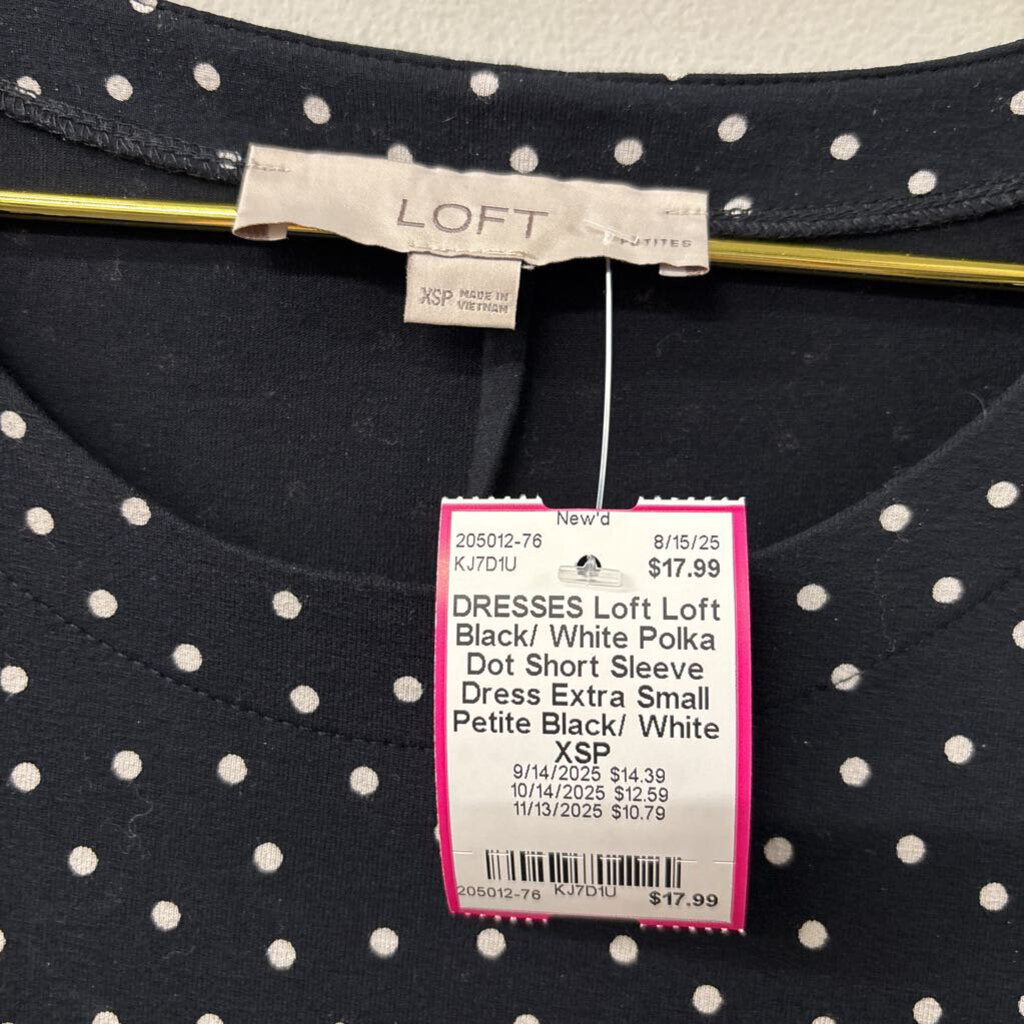 LOFT
PETITES
XSP MADE IN
VIETNAM
New'd
205012-76 8/15/25
KJ7D1U $17.99
DRESSES Loft Loft
Black/ White Polka
Dot Short Sleeve
Dress Extra Small
Petite Black/ White
XSP
9/14/2025 $14.39
10/14/2025 $12.59
11/13/2025 $10.79
205012-76 KJ7D1U $17.99